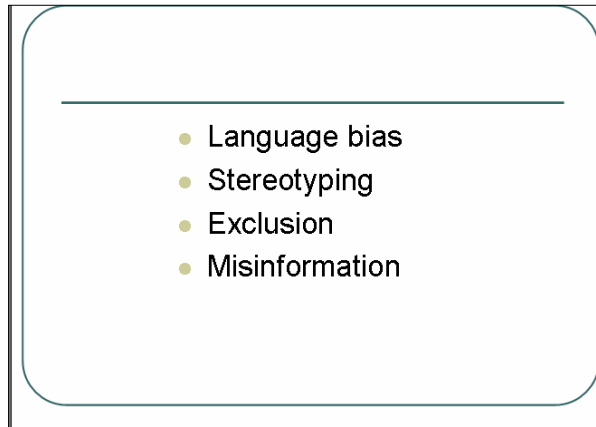 Language bias
Stereotyping
Exclusion
Misinformation